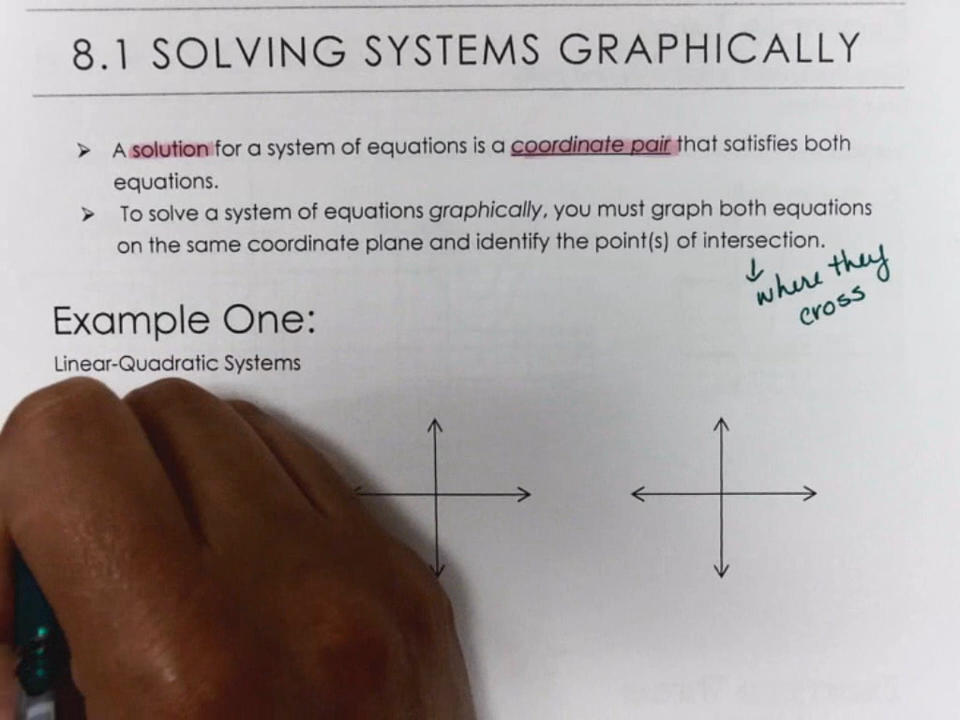 8.1 SOLVING SYSTEMS GRAPHICALLY
➤ A solution for a system of equations is a coordinate pair that satisfies both
equations.
➤ To solve a system of equations graphically, you must graph both equations
on the same coordinate plane and identify the point(s) of intersection.
↓
where they
cross
Example One:
Linear-Quadratic Systems